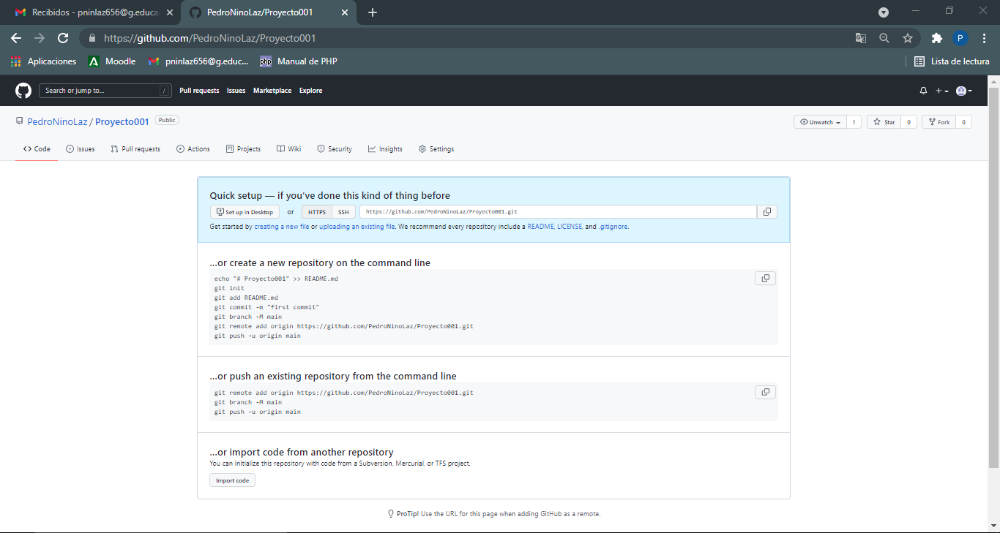 Recibidos - pninlaz656@g.educa
PedroNinoLaz/Proyecto001
https://github.com/PedroNinoLaz/Proyecto001
P
Aplicaciones
Moodle
pninlaz656@g.educ...
php
Manual de PHP
Lista de lectura
Search or jump to...
/
Pull requests
Issues
Marketplace
Explore
PedroNinoLaz / Proyecto001
Public
Unwatch
1
Star
0
Fork
0
Code
Issues
Pull requests
Actions
Projects
Wiki
Security
Insights
Settings
Quick setup — if you've done this kind of thing before
Set up in Desktop
or
HTTPS
SSH
https://github.com/PedroNinoLaz/Proyecto001.git
Get started by creating a new file or uploading an existing file. We recommend every repository include a README, LICENSE, and .gitignore.
...or create a new repository on the command line
echo "# Proyecto001" >> README.md
git init
git add README.md
git commit -m "first commit"
git branch -M main
git remote add origin https://github.com/PedroNinoLaz/Proyecto001.git
git push -u origin main
...or push an existing repository from the command line
git remote add origin https://github.com/PedroNinoLaz/Proyecto001.git
git branch -M main
git push -u origin main
...or import code from another repository
You can initialize this repository with code from a Subversion, Mercurial, or TFS project.
Import code
ProTip! Use the URL for this page when adding GitHub as a remote.